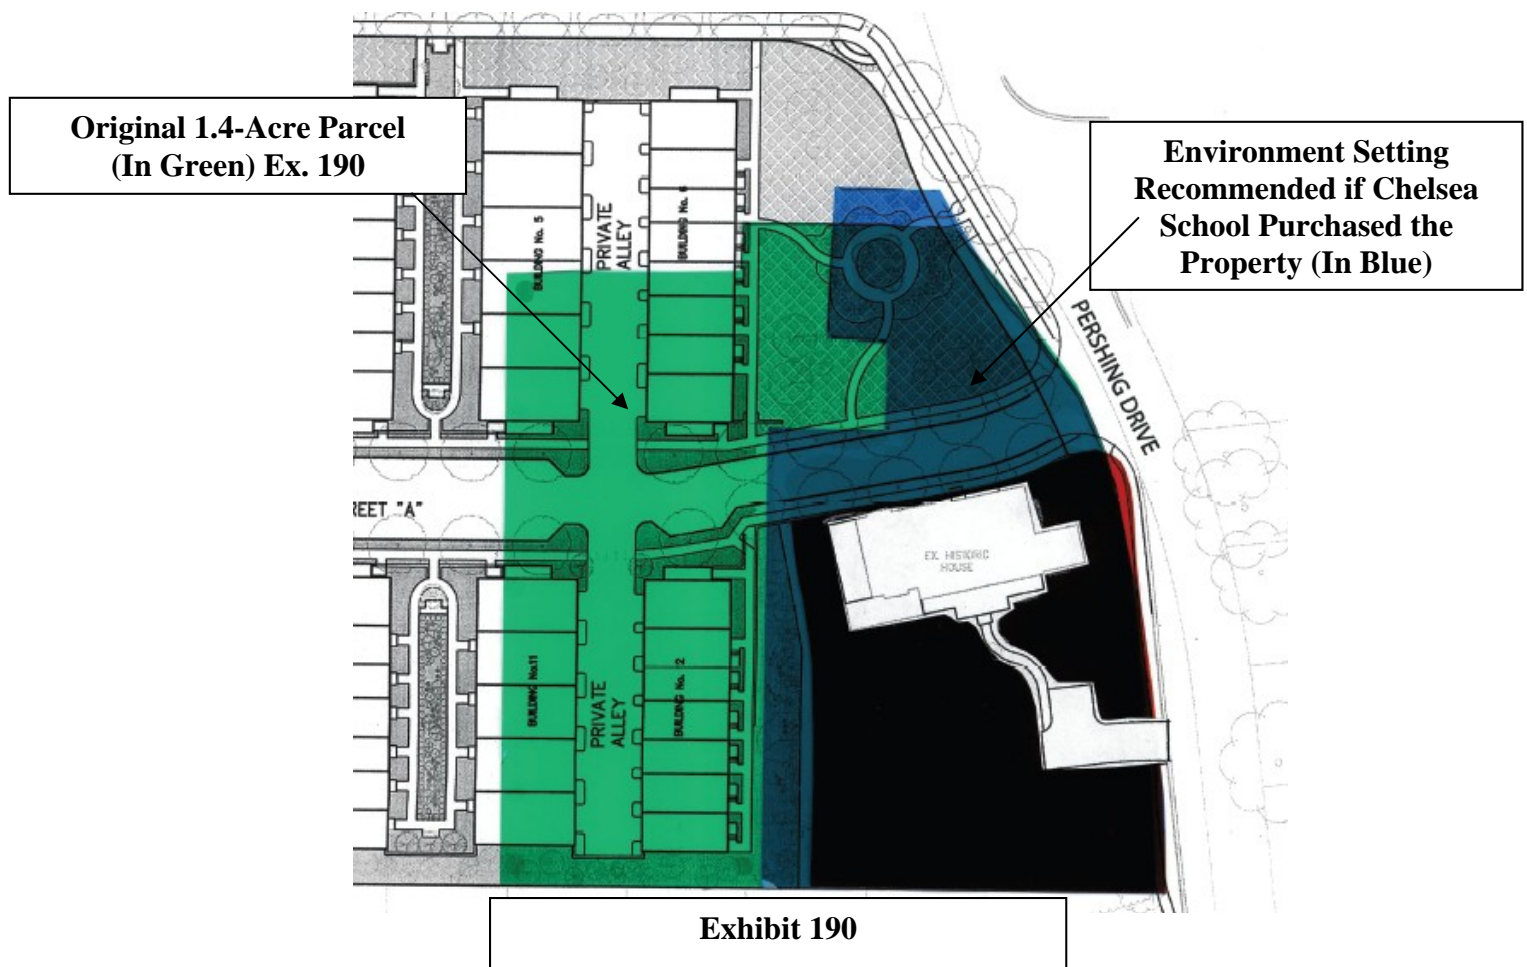 Original 1.4-Acre Parcel
(In Green) Ex. 190
Environment Setting
Recommended if Chelsea
School Purchased the
Property (In Blue)
BUILDING No. 5
PRIVATE
ALLEY
BUILDING No. 6
PERSHING DRIVE
REET "A"
EX. HISTORIC
HOUSE
BUILDING No.11
PRIVATE
ALLEY
BUILDING No. 12
Exhibit 190